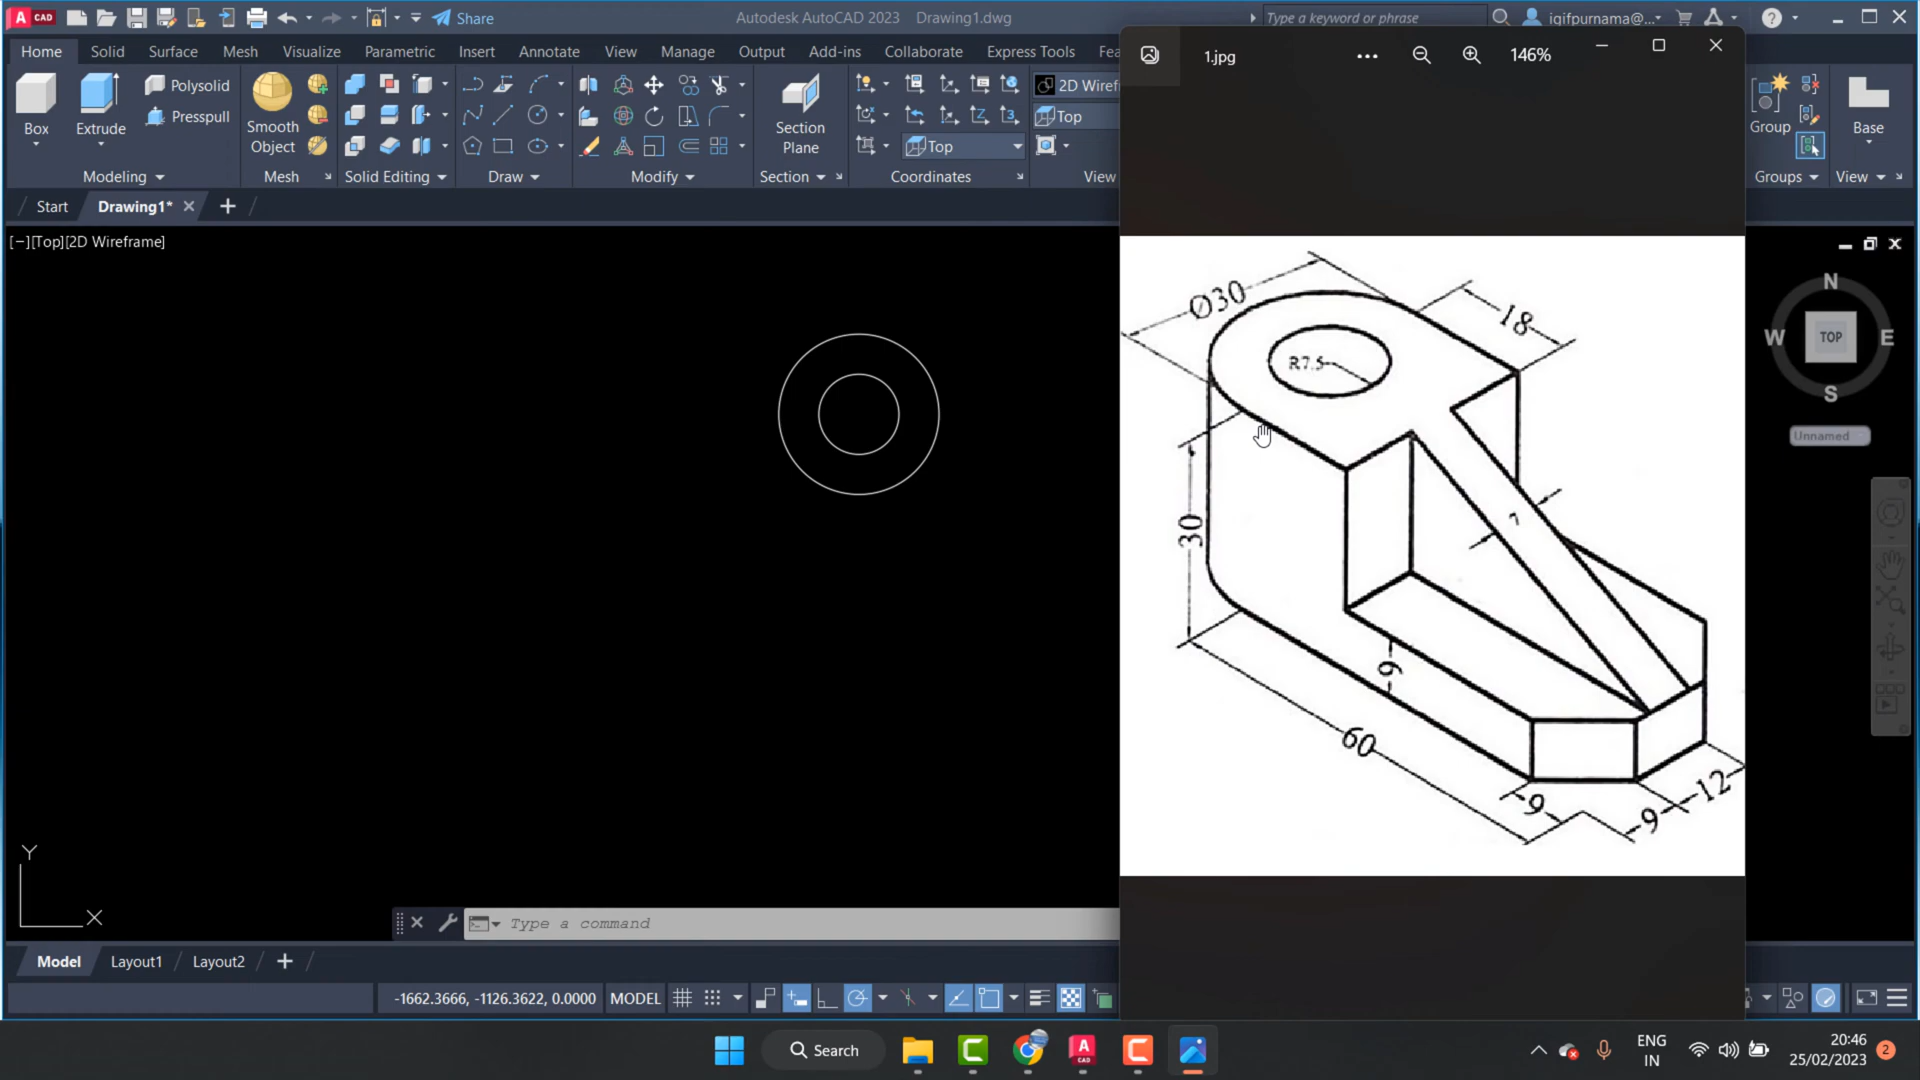 A CAD Share Autodesk AutoCAD 2023 Drawing1.dwg Type a keyword or phrase iqifpurnama@...
Home Solid Surface Mesh Visualize Parametric Insert Annotate View Manage Output Add-ins Collaborate Express Tools Fea
1.jpg 146%
Box Extrude Polysolid Presspull
Smooth Object
Section Plane
2D Wirefr
Top
Top
Group
Base
Modeling Mesh Solid Editing Draw Modify Section Coordinates View Groups View
Start Drawing1*
[−][Top][2D Wireframe]
N
W TOP E
S
Unnamed
Ø30
18
R7.5
30
7
9
60
9
9
12
Y
X
Type a command
Model Layout1 Layout2
-1662.3666, -1126.3622, 0.0000 MODEL
Search
ENG
IN
20:46
25/02/2023
2